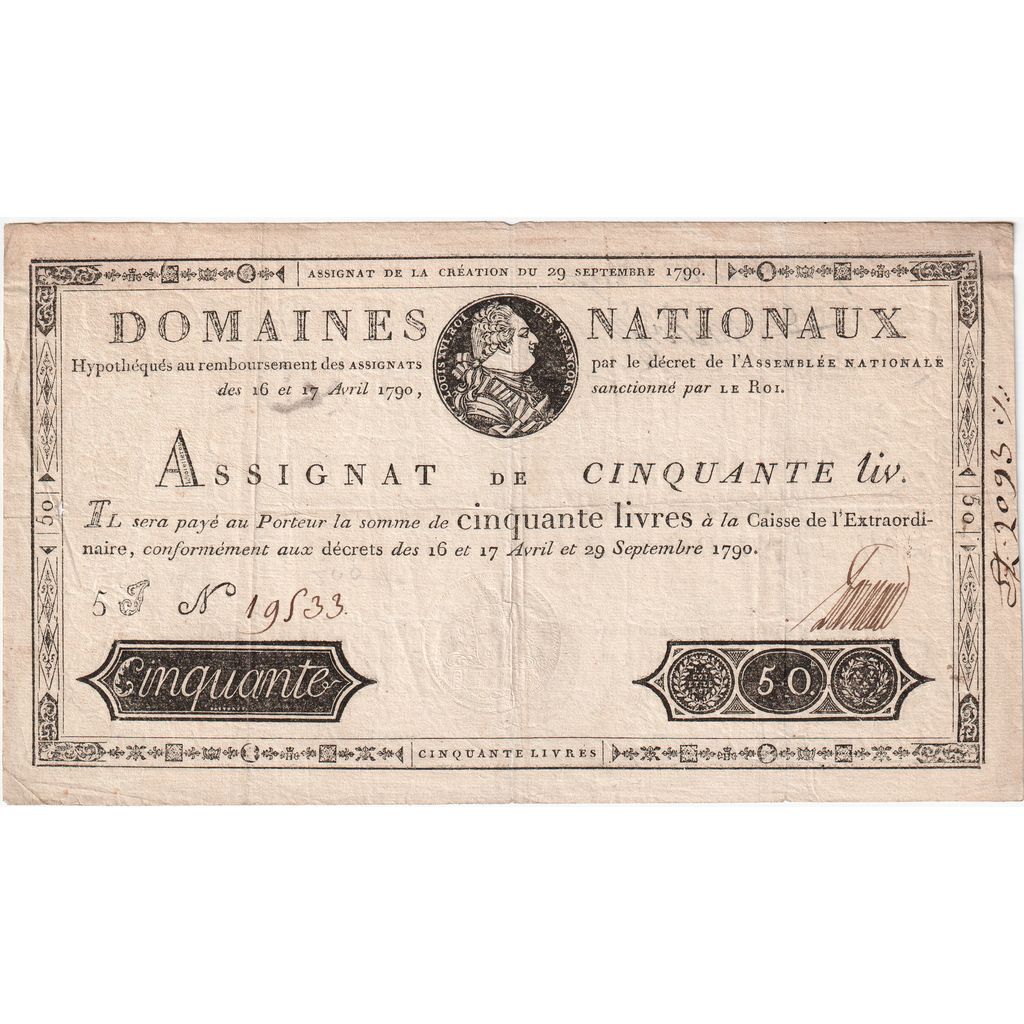 ASSIGNAT DE LA CRÉATION DU 29 SEPTEMBRE 1790.
DOMAINES NATIONAUX
LOUIS XVI ROI DES FRANCOIS
Hypothéqués au remboursement des ASSIGNATS par le décret de l'ASSEMBLÉE NATIONALE
des 16 et 17 Avril 1790, sanctionné par LE ROI.
ASSIGNAT DE CINQUANTE liv.
IL sera payé au Porteur la somme de cinquante livres à la Caisse de l'Extraordi-
naire, conformément aux décrets des 16 et 17 Avril et 29 Septembre 1790.
5 J N° 19533.
Cinquante
50.
CINQUANTE LIVRES
50
50
2093